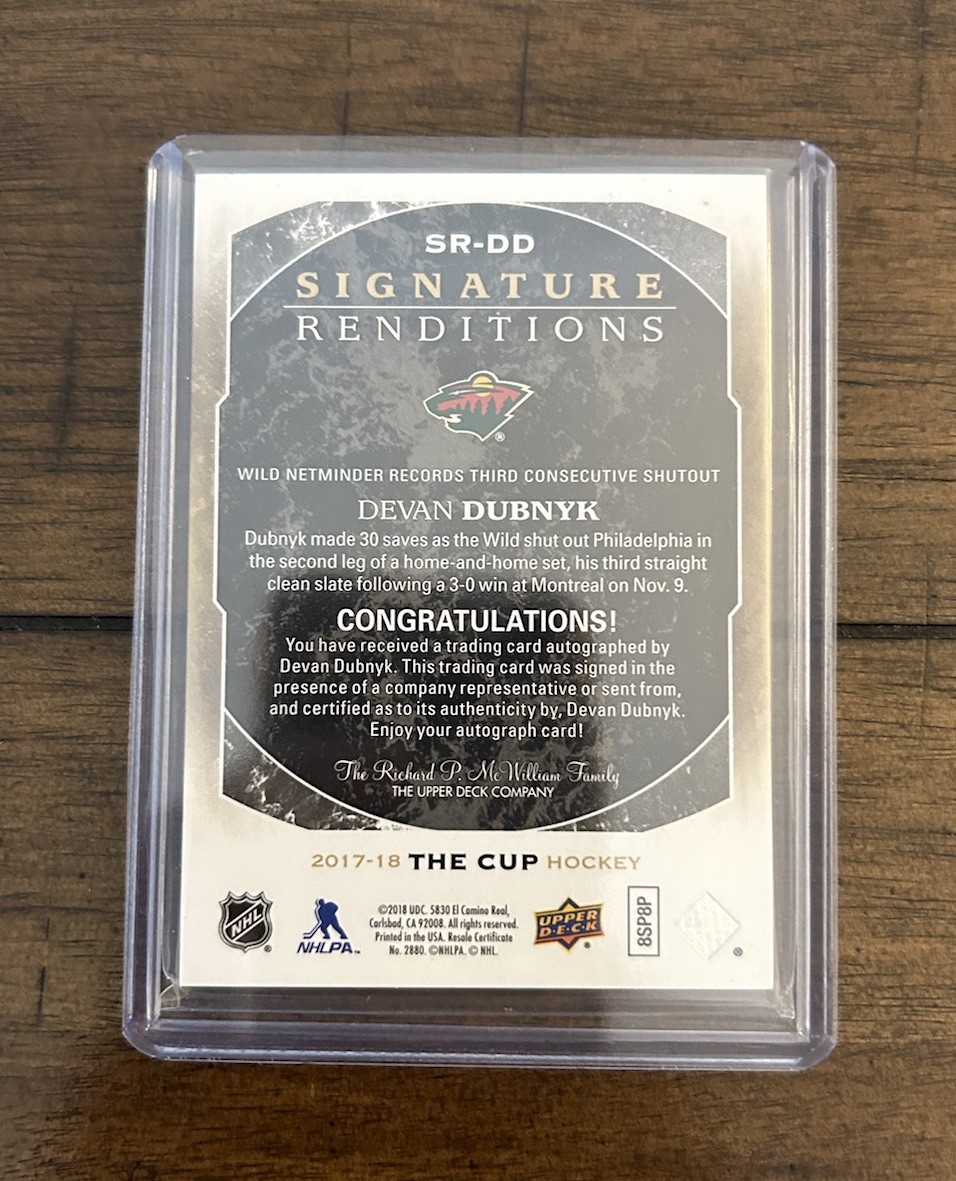 SR-DD
SIGNATURE
RENDITIONS
®
WILD NETMINDER RECORDS THIRD CONSECUTIVE SHUTOUT
DEVAN DUBNYK
Dubnyk made 30 saves as the Wild shut out Philadelphia in
the second leg of a home-and-home set, his third straight
clean slate following a 3-0 win at Montreal on Nov. 9.
CONGRATULATIONS!
You have received a trading card autographed by
Devan Dubnyk. This trading card was signed in the
presence of a company representative or sent from,
and certified as to its authenticity by, Devan Dubnyk.
Enjoy your autograph card!
The Richard P. McWilliam Family
THE UPPER DECK COMPANY
2017-18 THE CUP HOCKEY
NHL ®
NHLPA™
©2018 UDC. 5830 El Camino Real,
Carlsbad, CA 92008. All rights reserved.
Printed in the USA. Resale Certificate
No. 2880. ©NHLPA. © NHL.
UPPER
DECK ®
8SP8P
®